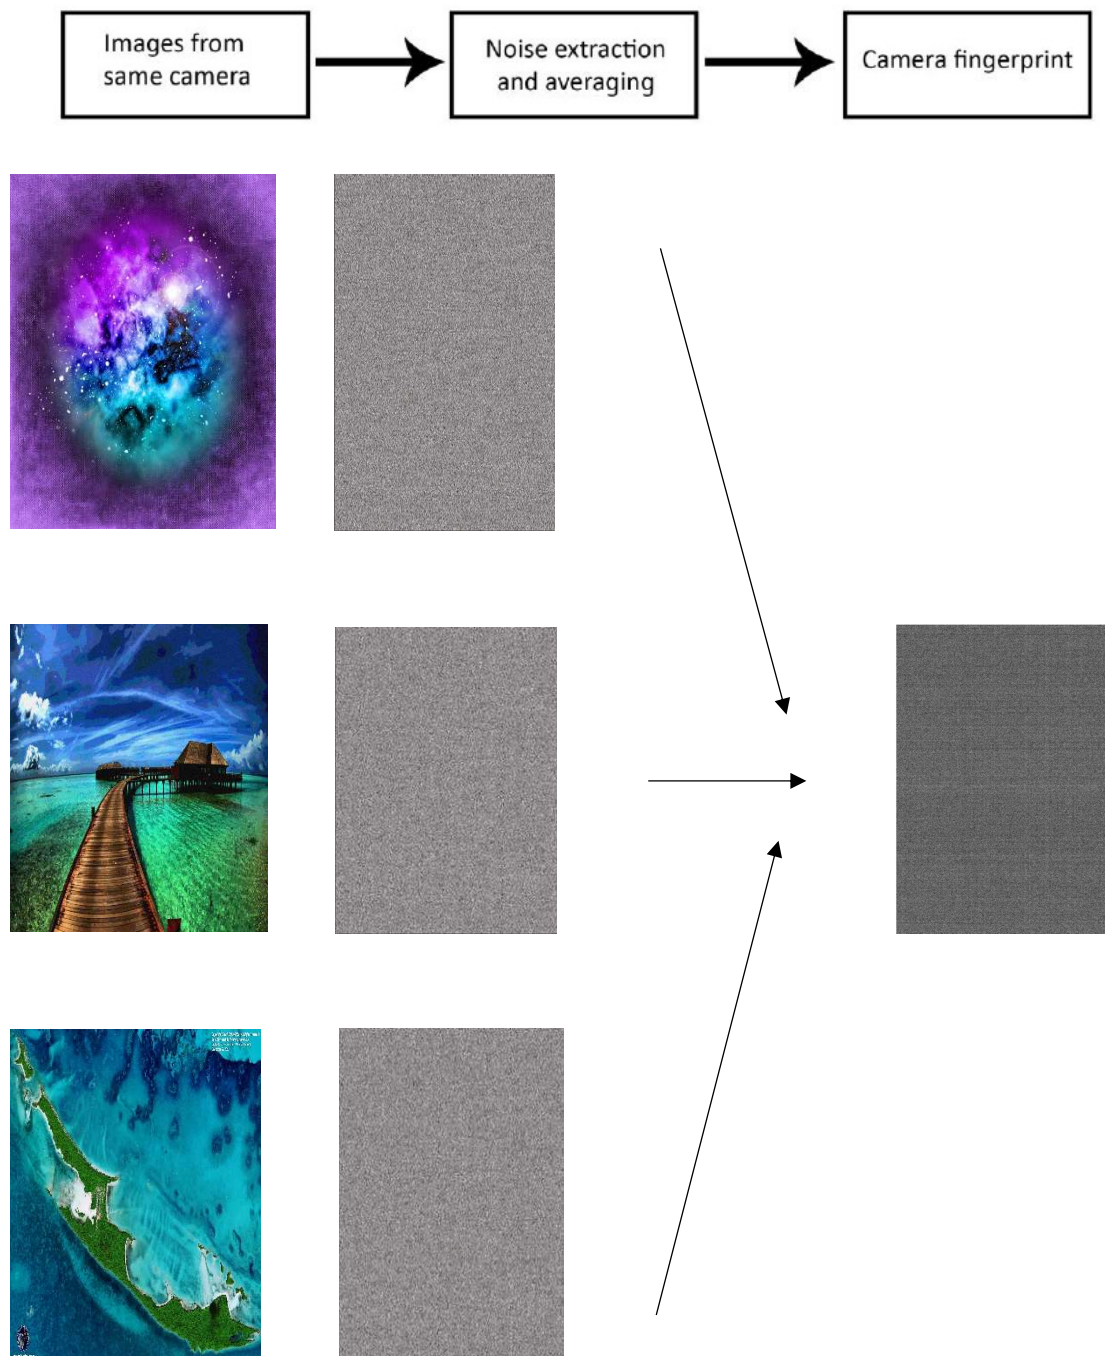 Images from
same camera
Noise extraction
and averaging
Camera fingerprint